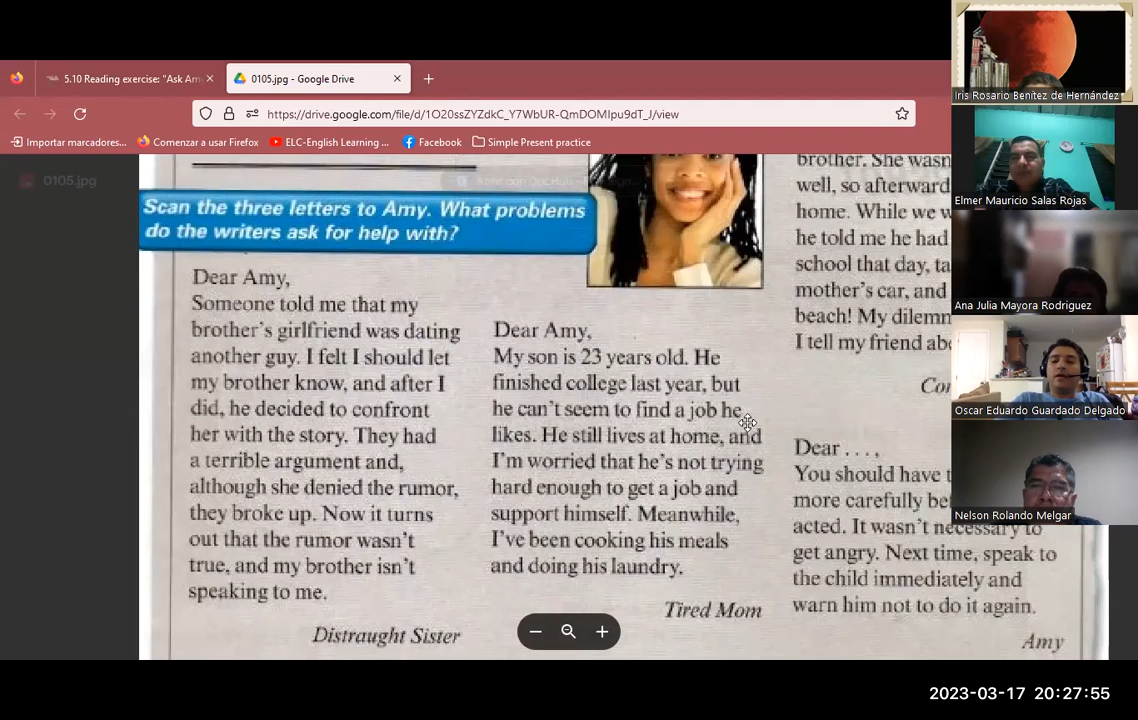 5.10 Reading exercise: "Ask Am
0105.jpg - Google Drive
https://drive.google.com/file/d/1O20ssZYZdkC_Y7WbUR-QmDOMIpu9dT_J/view
Importar marcadores...
Comenzar a usar Firefox
ELC-English Learning ...
Facebook
Simple Present practice
0105.jpg
Scan the three letters to Amy. What problems
do the writers ask for help with?
Dear Amy,
Someone told me that my
brother's girlfriend was dating
another guy. I felt I should let
my brother know, and after I
did, he decided to confront
her with the story. They had
a terrible argument and,
although she denied the rumor,
they broke up. Now it turns
out that the rumor wasn't
true, and my brother isn't
speaking to me.
Distraught Sister
Dear Amy,
My son is 23 years old. He
finished college last year, but
he can't seem to find a job he
likes. He still lives at home, and
I'm worried that he's not trying
hard enough to get a job and
support himself. Meanwhile,
I've been cooking his meals
and doing his laundry.
Tired Mom
brother. She wasn
well, so afterward
home. While we w
he told me he had
school that day, ta
mother's car, and
beach! My dilemn
I tell my friend abo
Con
Dear . . . ,
You should have t
more carefully bef
acted. It wasn't necessary to
get angry. Next time, speak to
the child immediately and
warn him not to do it again.
Amy
Iris Rosario Benítez de Hernández
Elmer Mauricio Salas Rojas
Ana Julia Mayora Rodriguez
Oscar Eduardo Guardado Delgado
Nelson Rolando Melgar
2023-03-17 20:27:55